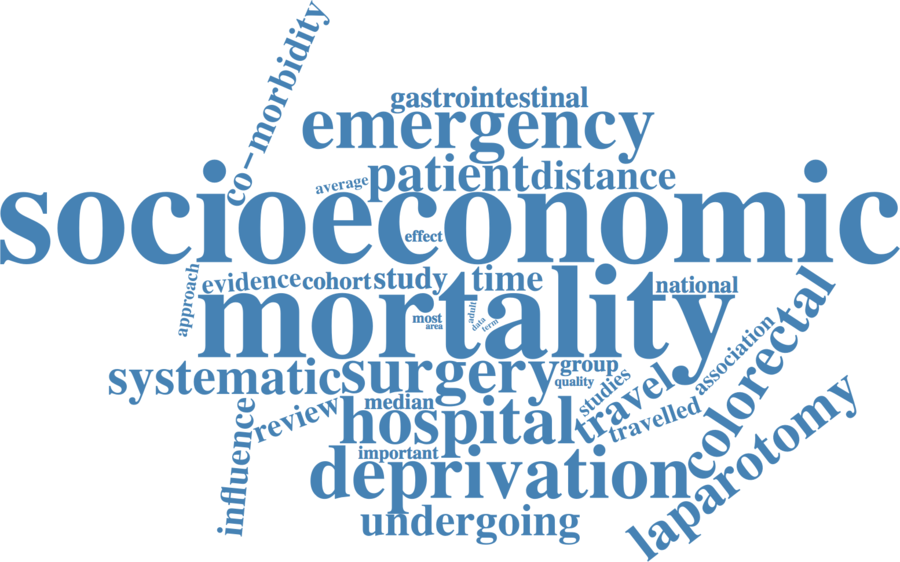 co-morbidity
gastrointestinal
emergency
average patient distance
socioeconomic
effect
approach evidence cohort study time national
mortality
most
area
adult
data
term
systematic surgery group
quality
studies
travel
association
colorectal
influence review median
hospital
travelled
important
deprivation
laparotomy
undergoing